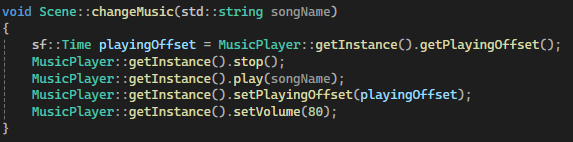 void Scene::changeMusic(std::string songName)
{
    sf::Time playingOffset = MusicPlayer::getInstance().getPlayingOffset();
    MusicPlayer::getInstance().stop();
    MusicPlayer::getInstance().play(songName);
    MusicPlayer::getInstance().setPlayingOffset(playingOffset);
    MusicPlayer::getInstance().setVolume(80);
}